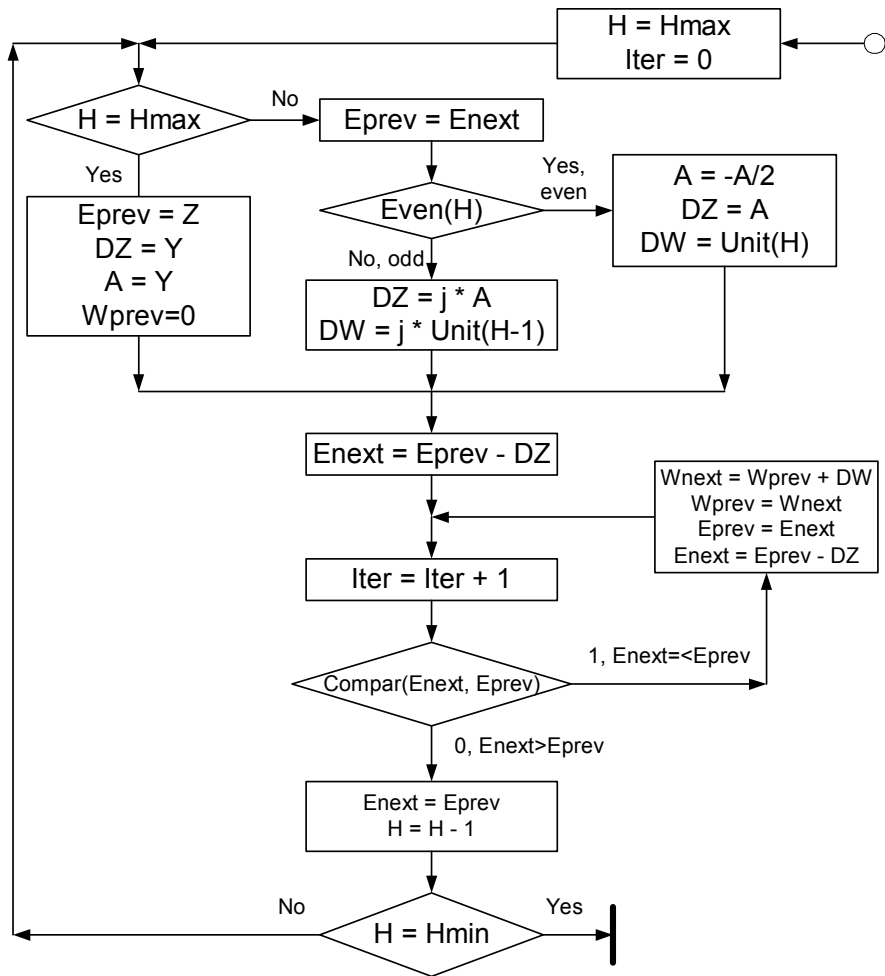 H = Hmax
Iter = 0
H = Hmax
No
Eprev = Enext
Yes
Eprev = Z
DZ = Y
A = Y
Wprev=0
Even(H)
Yes,
even
A = -A/2
DZ = A
DW = Unit(H)
No, odd
DZ = j * A
DW = j * Unit(H-1)
Enext = Eprev - DZ
Wnext = Wprev + DW
Wprev = Wnext
Eprev = Enext
Enext = Eprev - DZ
Iter = Iter + 1
Compar(Enext, Eprev)
1, Enext=<Eprev
0, Enext>Eprev
Enext = Eprev
H = H - 1
No
H = Hmin
Yes